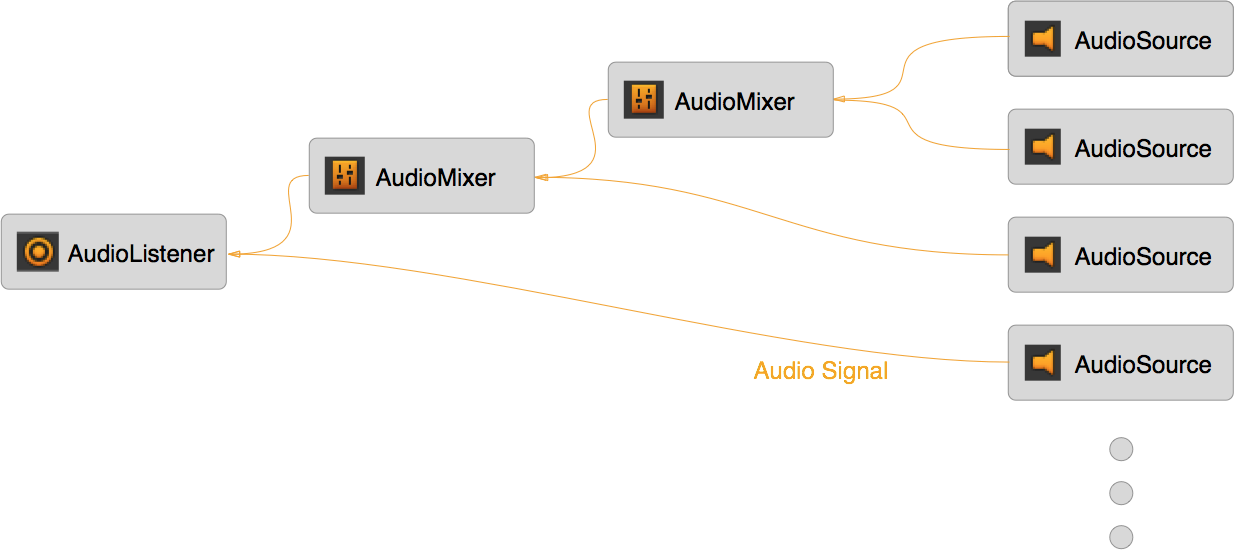 AudioSource
AudioMixer
AudioSource
AudioMixer
AudioListener
AudioSource
Audio Signal
AudioSource